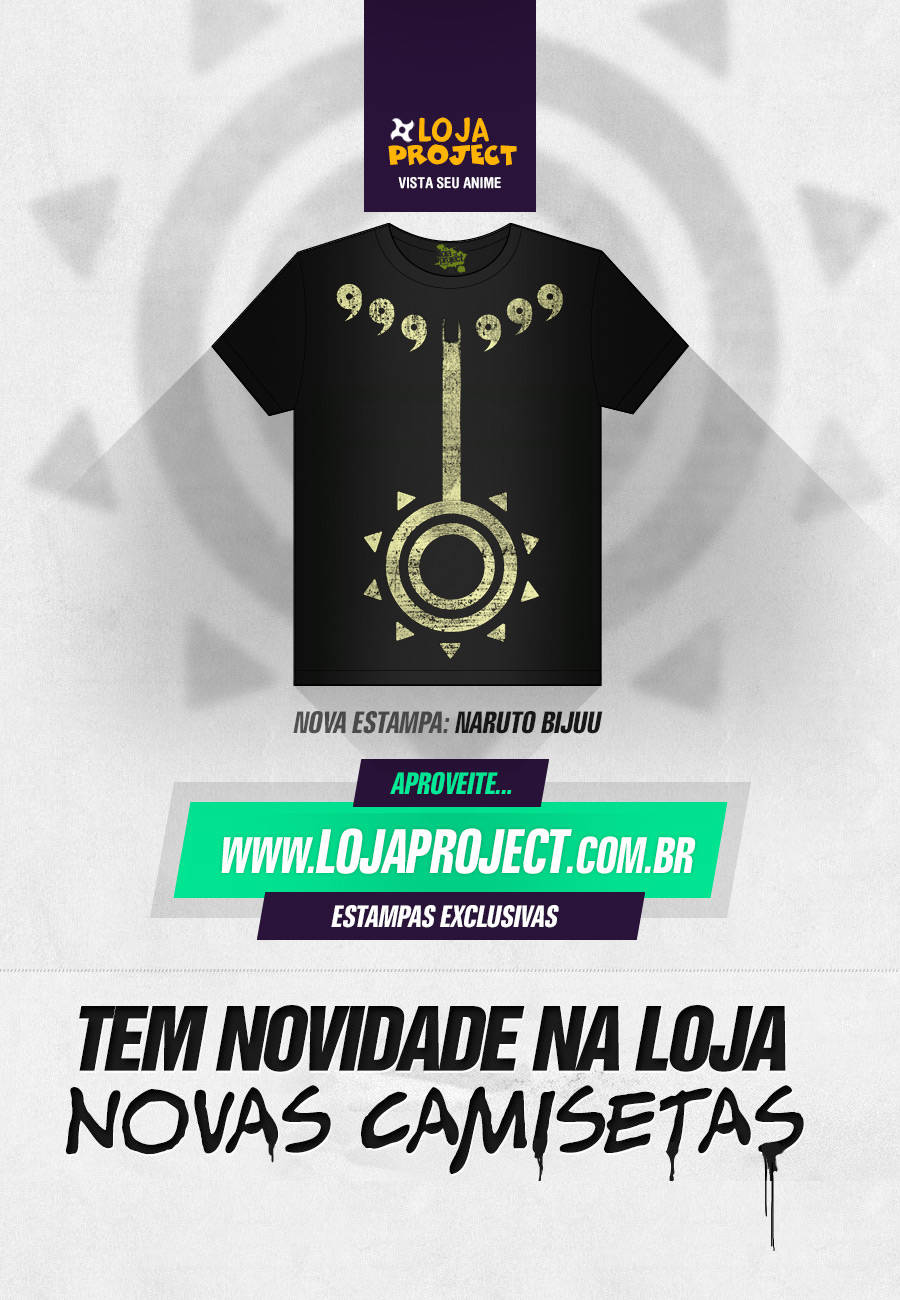 LOJA
PROJECT
VISTA SEU ANIME
NOVA ESTAMPA: NARUTO BIJUU
APROVEITE...
WWW.LOJAPROJECT.COM.BR
ESTAMPAS EXCLUSIVAS
TEM NOVIDADE NA LOJA
NOVAS CAMISETAS